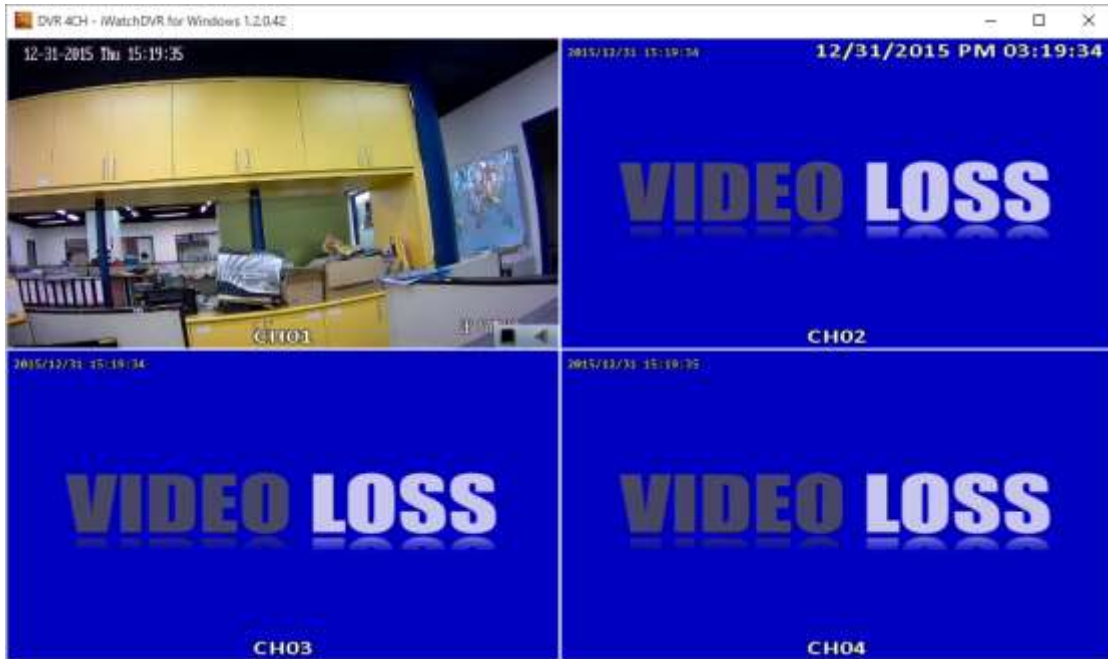 DVR 4CH - iWatchDVR for Windows 1.2.0.42
12-31-2015 Thu 15:19:35
CH01
2015/12/31 15:19:34
12/31/2015 PM 03:19:34
VIDEO LOSS
CH02
2015/12/31 15:19:34
VIDEO LOSS
CH03
2015/12/31 15:19:35
VIDEO LOSS
CH04